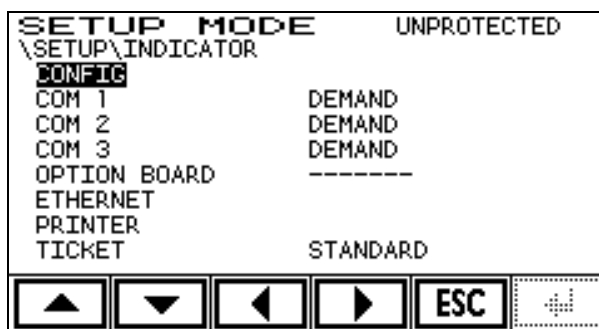 SETUP MODE UNPROTECTED
\SETUP\INDICATOR
CONFIG
COM 1 DEMAND
COM 2 DEMAND
COM 3 DEMAND
OPTION BOARD -------
ETHERNET
PRINTER
TICKET STANDARD
ESC